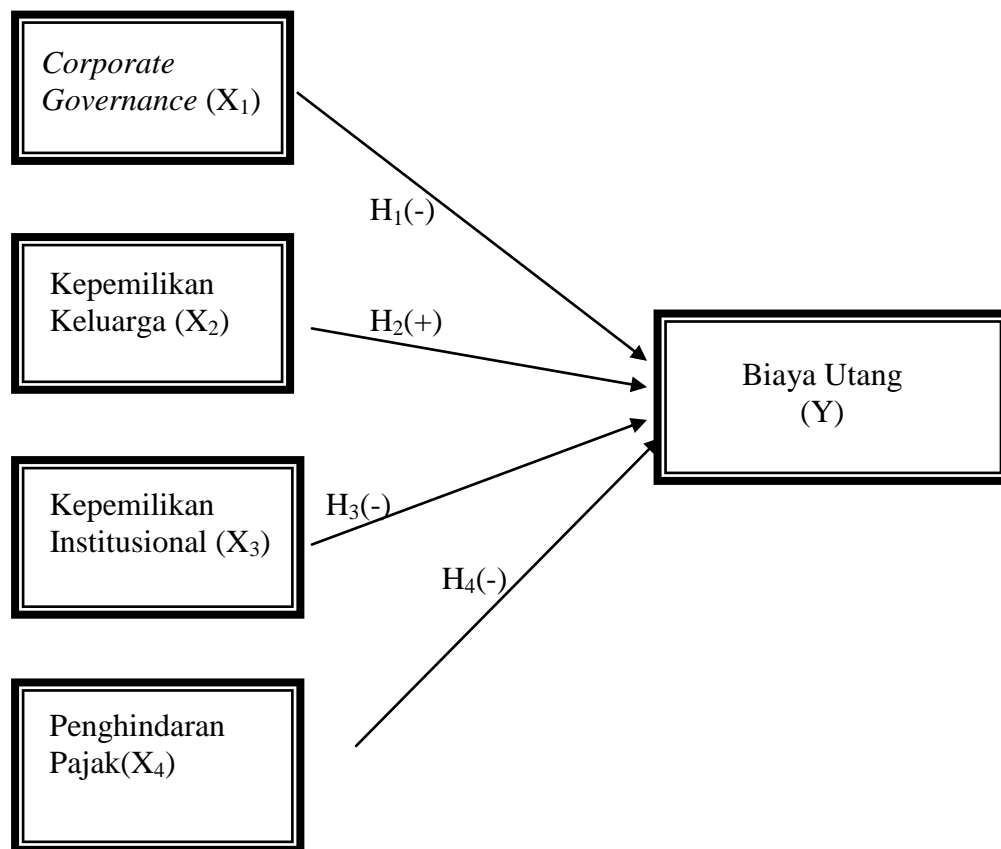 Corporate
Governance (X₁)
H₁(-)
Kepemilikan
Keluarga (X₂)
H₂(+)
Biaya Utang
(Y)
Kepemilikan
Institusional (X₃)
H₃(-)
H₄(-)
Penghindaran
Pajak(X₄)